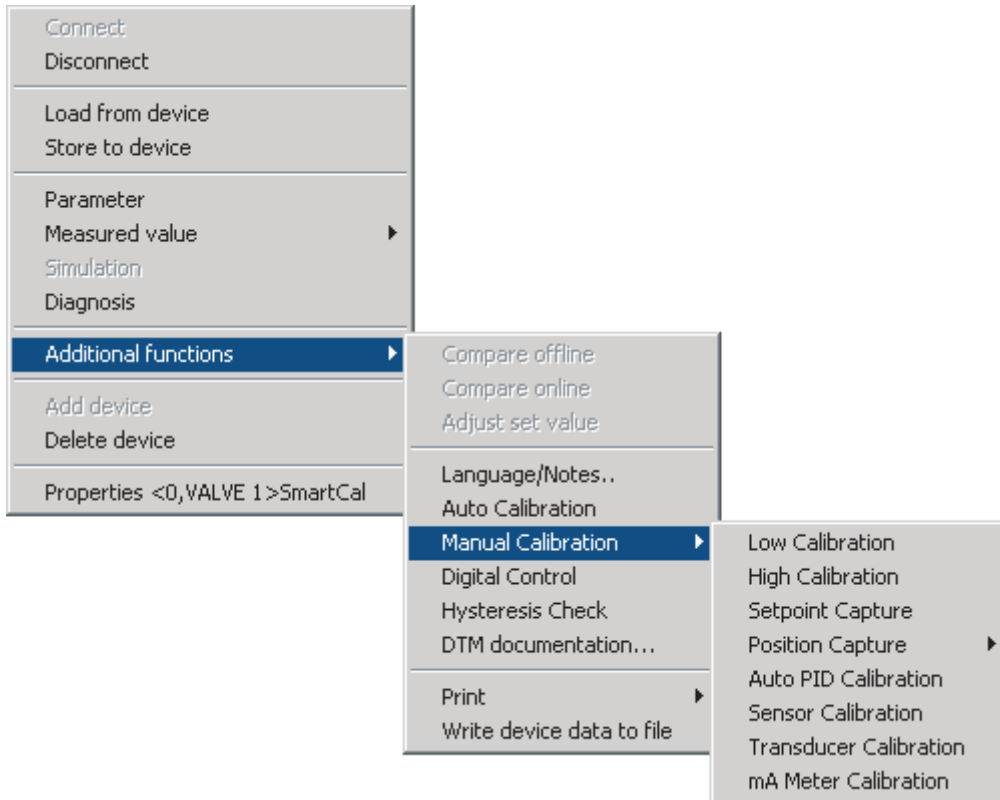 Connect
Disconnect
Load from device
Store to device
Parameter
Measured value
Simulation
Diagnosis
Additional functions
Add device
Delete device
Properties <0,VALVE 1>SmartCal
Compare offline
Compare online
Adjust set value
Language/Notes..
Auto Calibration
Manual Calibration
Digital Control
Hysteresis Check
DTM documentation...
Print
Write device data to file
Low Calibration
High Calibration
Setpoint Capture
Position Capture
Auto PID Calibration
Sensor Calibration
Transducer Calibration
mA Meter Calibration